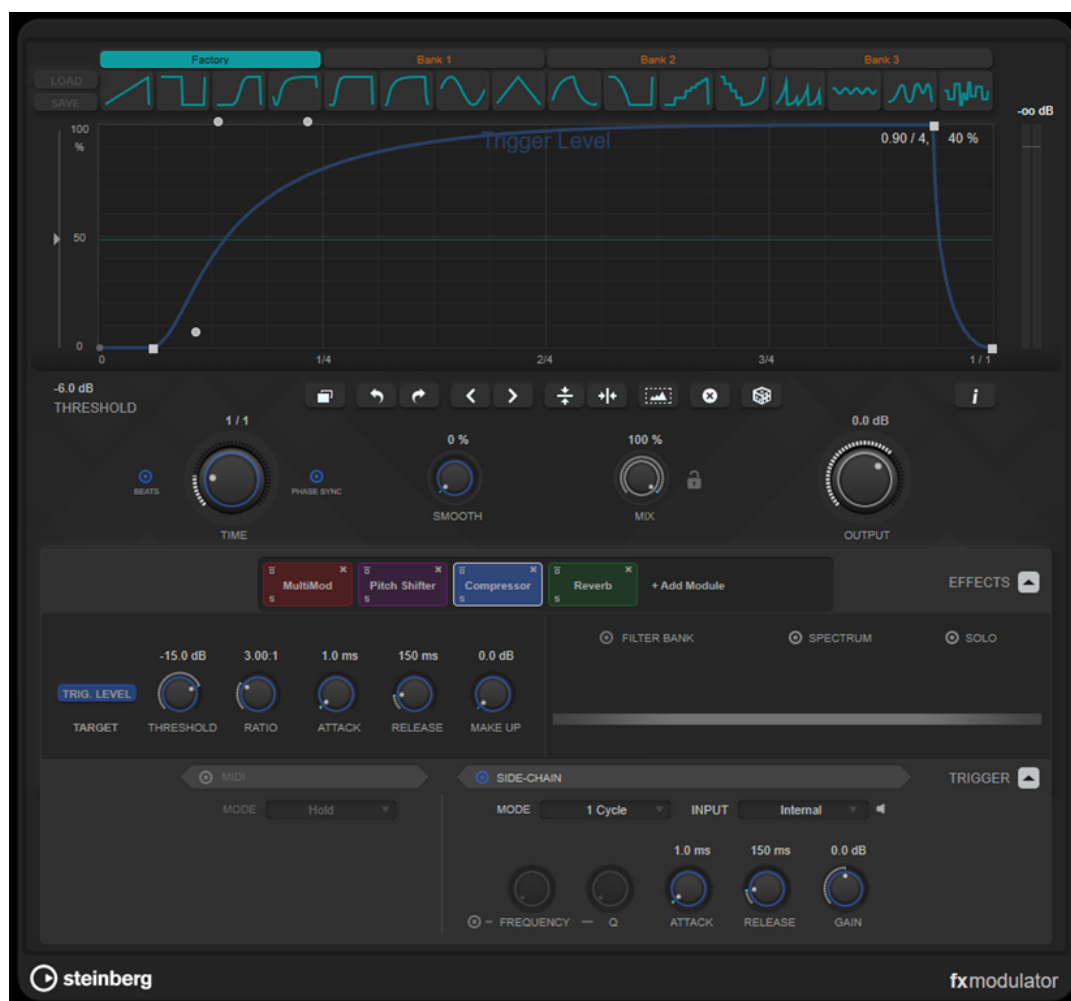 Factory Bank 1 Bank 2 Bank 3
LOAD
SAVE
-oo dB
100
%
Trigger Level
0.90 / 4, 40 %
50
0
0 1/4 2/4 3/4 1 / 1
-6.0 dB
THRESHOLD
i
1 / 1
0 %
100 %
0.0 dB
BEATS
PHASE SYNC
SMOOTH
MIX
TIME
OUTPUT
MultiMod
S
Pitch Shifter
S
Compressor
S
Reverb
S
+ Add Module
EFFECTS
FILTER BANK SPECTRUM SOLO
-15.0 dB 3.00:1 1.0 ms 150 ms 0.0 dB
TRIG. LEVEL
TARGET THRESHOLD RATIO ATTACK RELEASE MAKE UP
MIDI
SIDE-CHAIN
TRIGGER
MODE Hold
MODE 1 Cycle INPUT Internal
1.0 ms 150 ms 0.0 dB
FREQUENCY Q ATTACK RELEASE GAIN
steinberg
fxmodulator